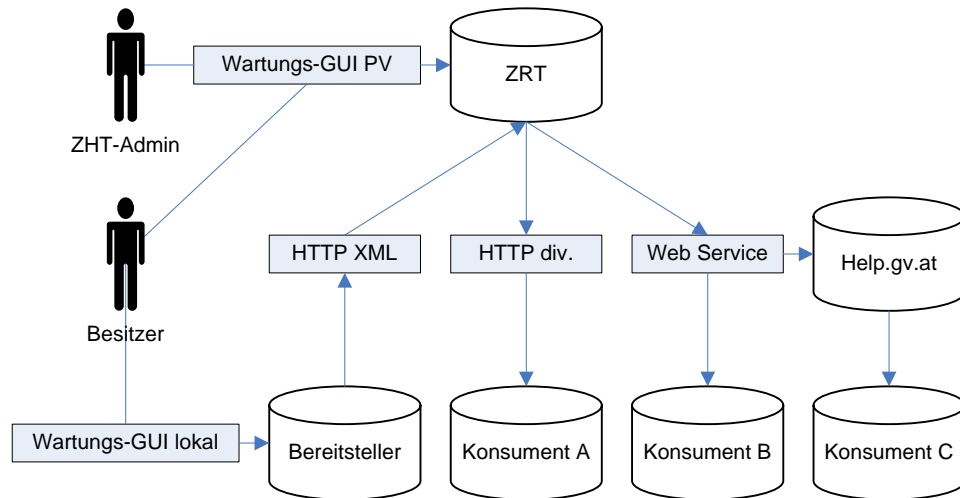 Wartungs-GUI PV
ZRT
ZHT-Admin
HTTP XML
HTTP div.
Web Service
Help.gv.at
Besitzer
Wartungs-GUI lokal
Bereitsteller
Konsument A
Konsument B
Konsument C